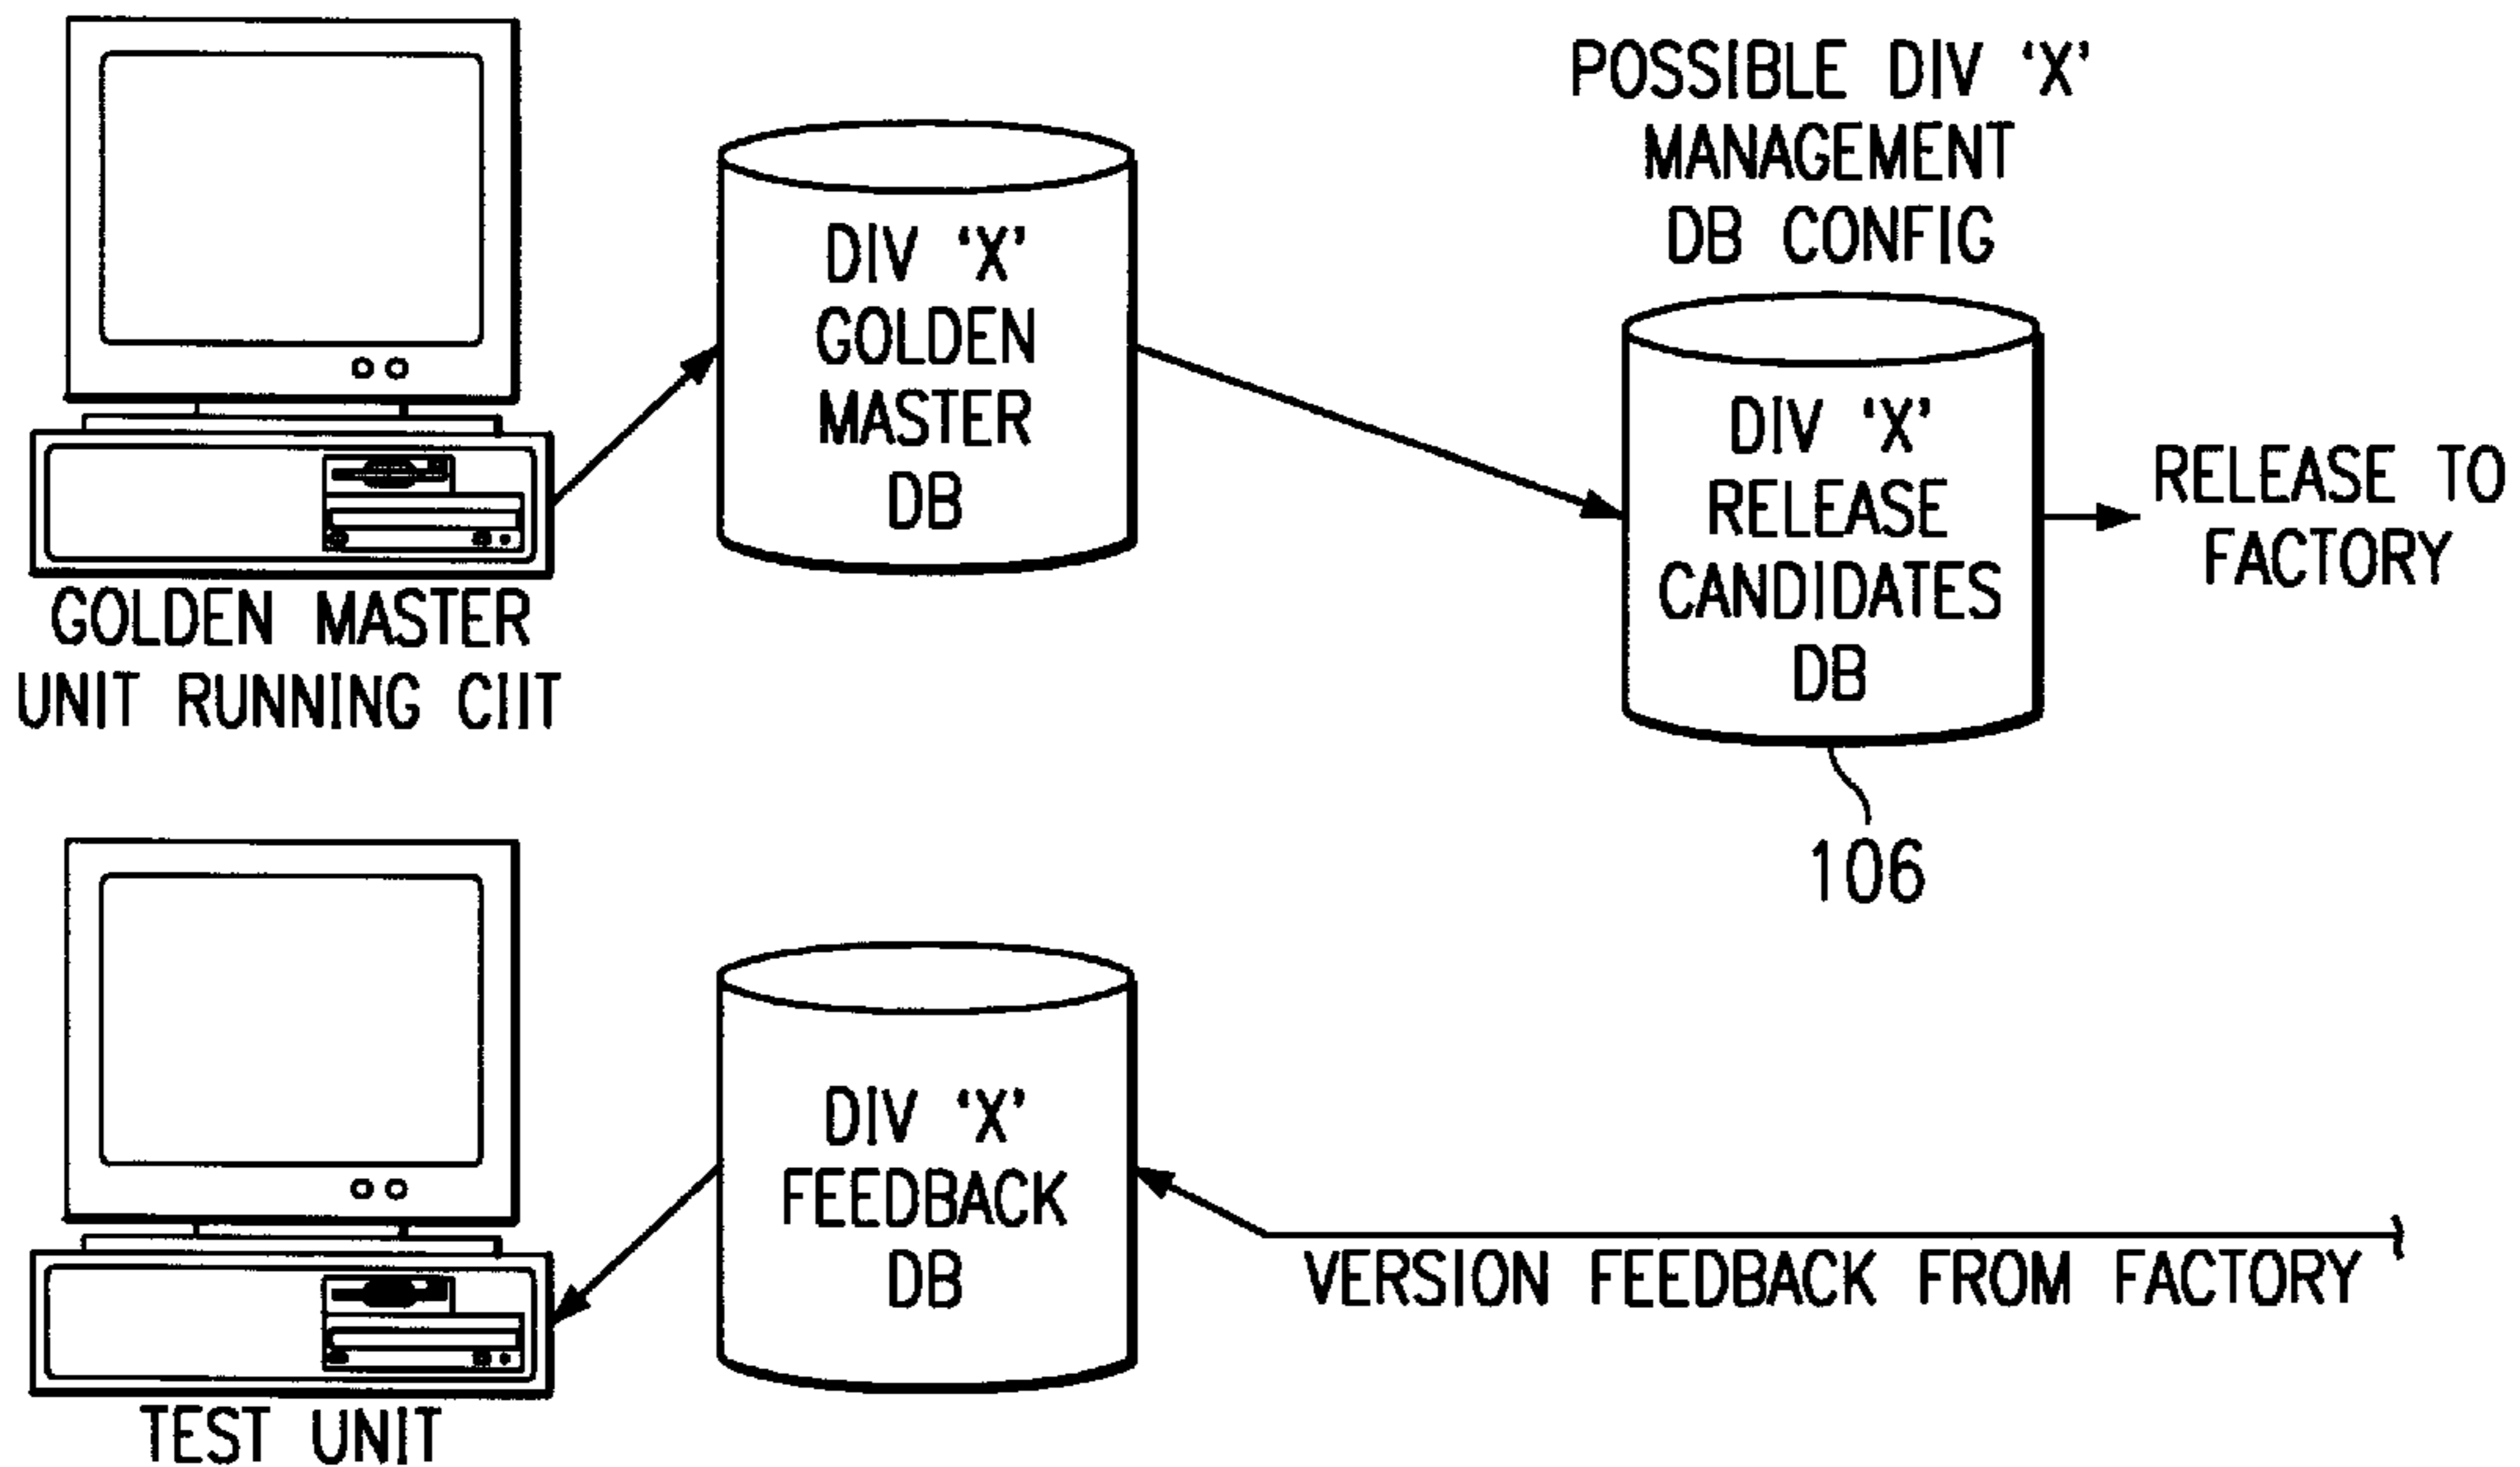 POSSIBLE DIV ‘X’
MANAGEMENT
DB CONFIG
DIV ‘X’
GOLDEN
MASTER
DB
DIV ‘X’
RELEASE
CANDIDATES
DB
RELEASE TO
FACTORY
GOLDEN MASTER
UNIT RUNNING CIIT
106
DIV ‘X’
FEEDBACK
DB
VERSION FEEDBACK FROM FACTORY
TEST UNIT